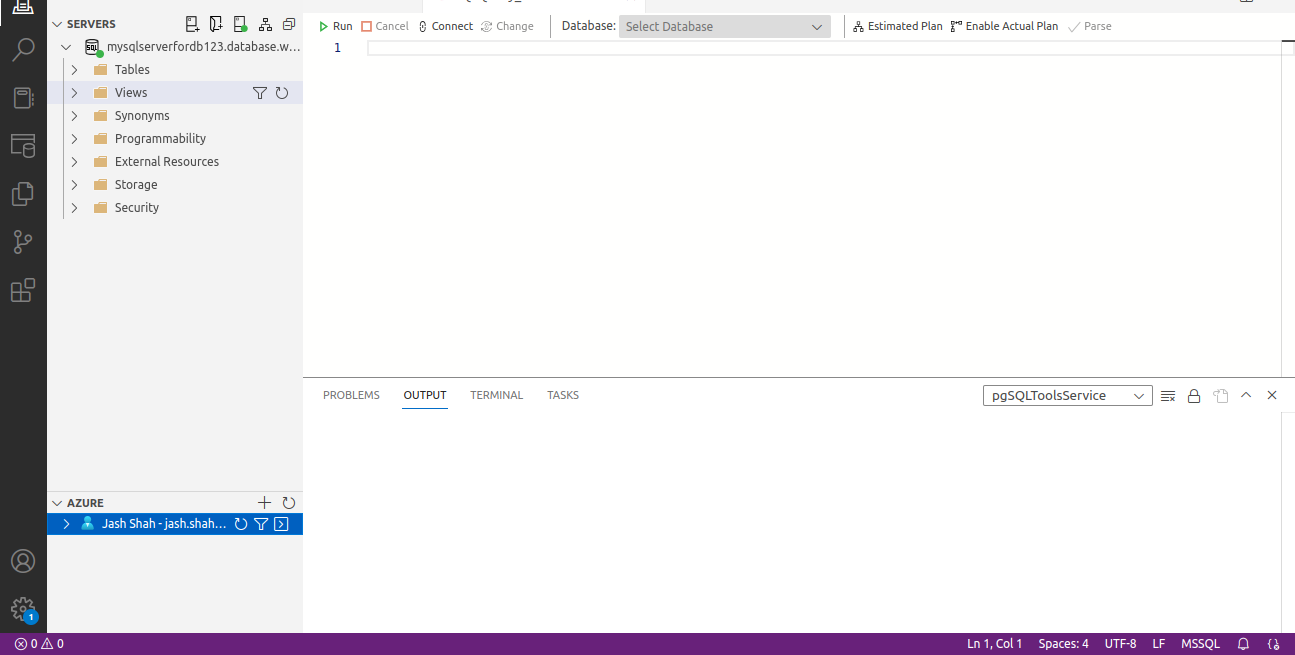 SERVERS
mysqlserverfordb123.database.w...
Tables
Views
Synonyms
Programmability
External Resources
Storage
Security
AZURE
Jash Shah - jash.shah...
Run Cancel Connect Change Database: Select Database Estimated Plan Enable Actual Plan Parse
1
PROBLEMS OUTPUT TERMINAL TASKS pgSQLToolsService
1
0 0 Ln 1, Col 1 Spaces: 4 UTF-8 LF MSSQL